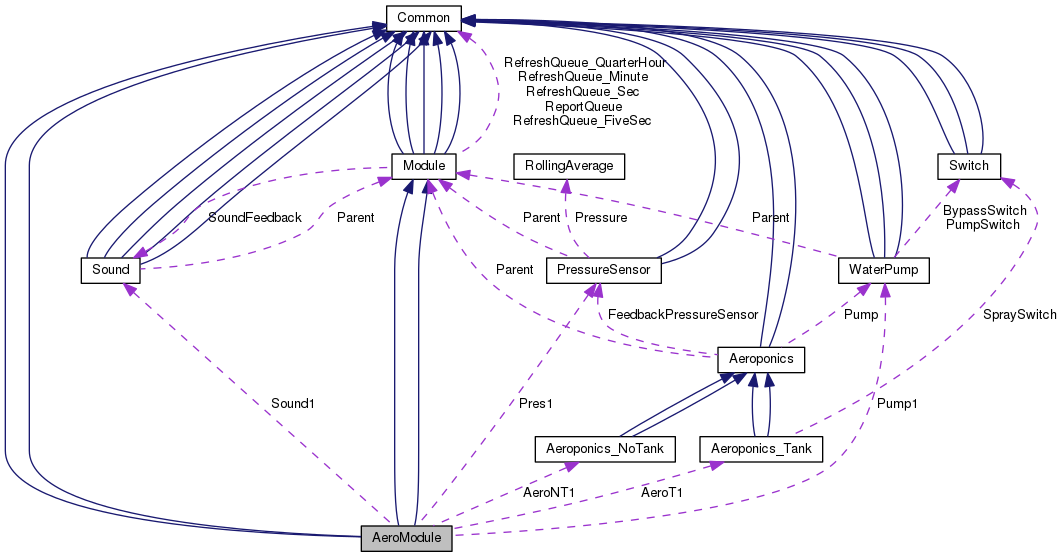 Common
RefreshQueue_QuarterHour
RefreshQueue_Minute
RefreshQueue_Sec
ReportQueue
RefreshQueue_FiveSec
Module
RollingAverage
Switch
SoundFeedback
Parent
Parent
Pressure
Parent
BypassSwitch
PumpSwitch
Sound
Parent
PressureSensor
WaterPump
FeedbackPressureSensor
Pump
SpraySwitch
Aeroponics
Sound1
Pres1
Pump1
Aeroponics_NoTank
Aeroponics_Tank
AeroNT1
AeroT1
AeroModule